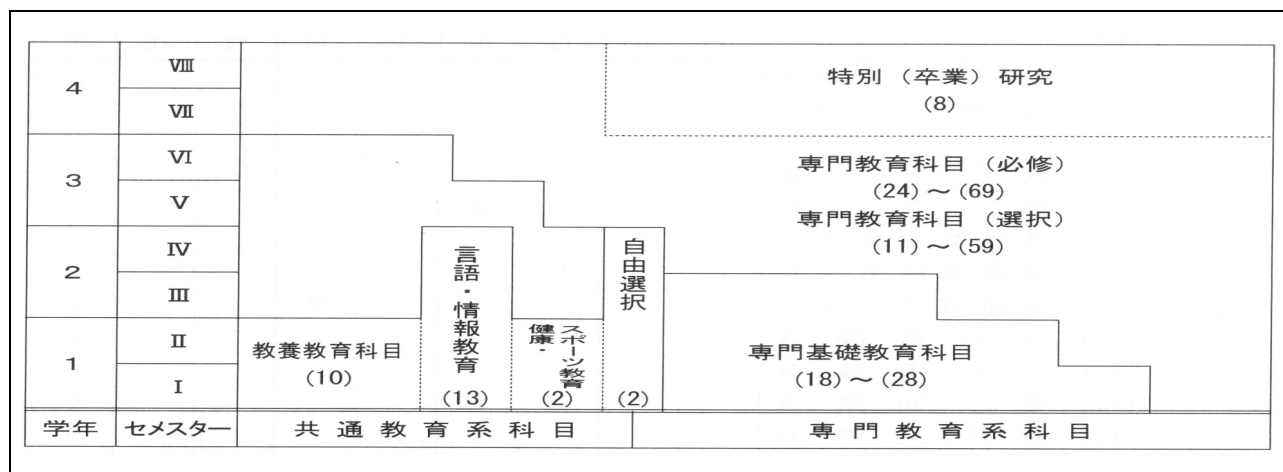 4
Ⅷ
Ⅶ
特別(卒業)研究
(8)
3
Ⅵ
Ⅴ
専門教育科目(必修)
(24)~(69)
専門教育科目(選択)
(11)~(59)
2
Ⅳ
Ⅲ
1
Ⅱ
Ⅰ
教養教育科目
(10)
言語・情報教育
(13)
健康・
スポーツ教育
(2)
自由選択
(2)
専門基礎教育科目
(18)~(28)
学年
セメスター
共通教育系科目
専門教育系科目